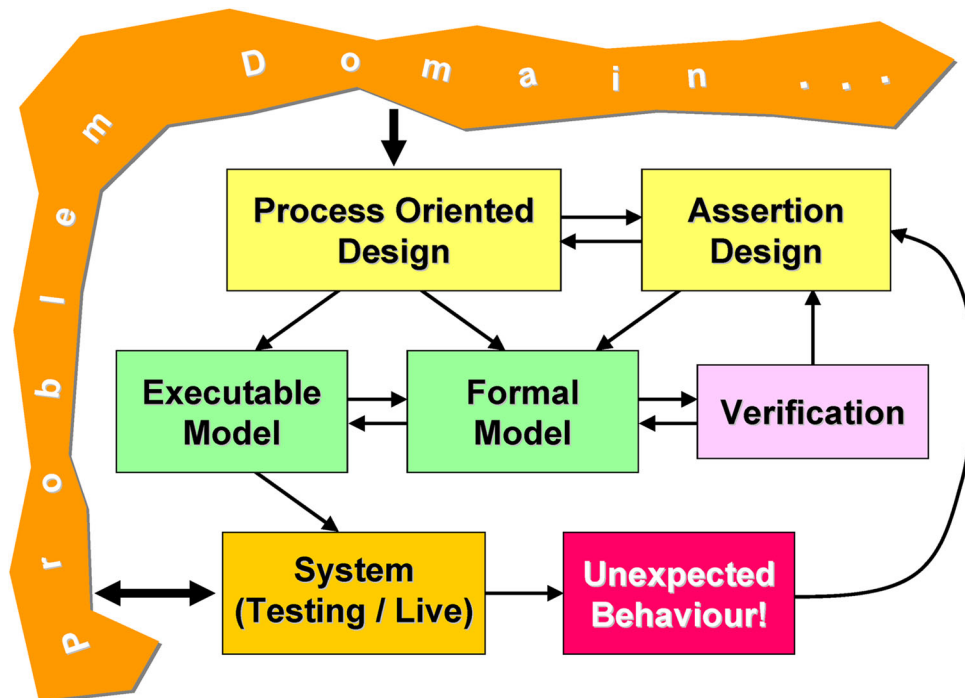 Problem Domain...
Process Oriented
Design
Assertion
Design
Executable
Model
Formal
Model
Verification
System
(Testing / Live)
Unexpected
Behaviour!